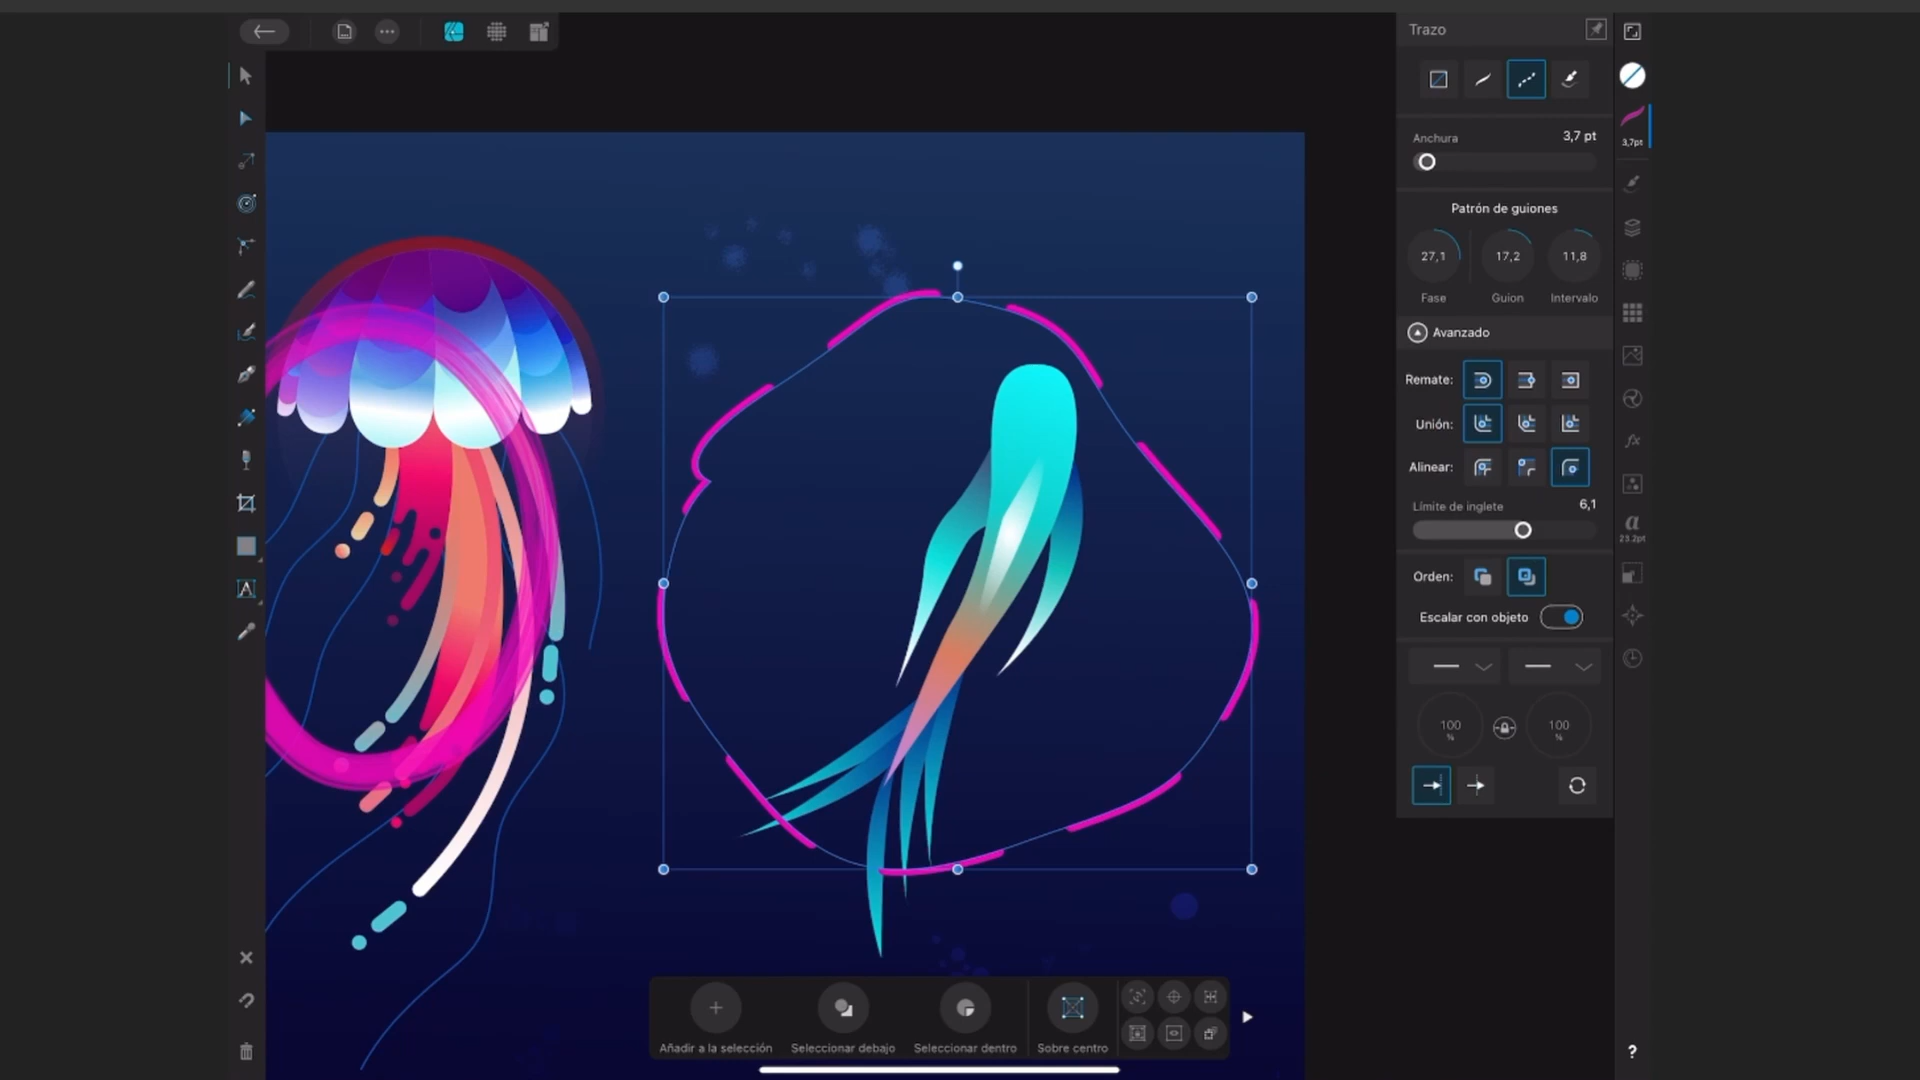 Trazo
Anchura 3,7 pt
3,7pt
Patrón de guiones
27,1 17,2 11,8
Fase Guion Intervalo
Avanzado
Remate:
Unión:
Alinear:
Límite de inglete 6,1
a
23.2pt
fx
Orden:
Escalar con objeto
100 %
100 %
A
Añadir a la selección Seleccionar debajo Seleccionar dentro Sobre centro
?